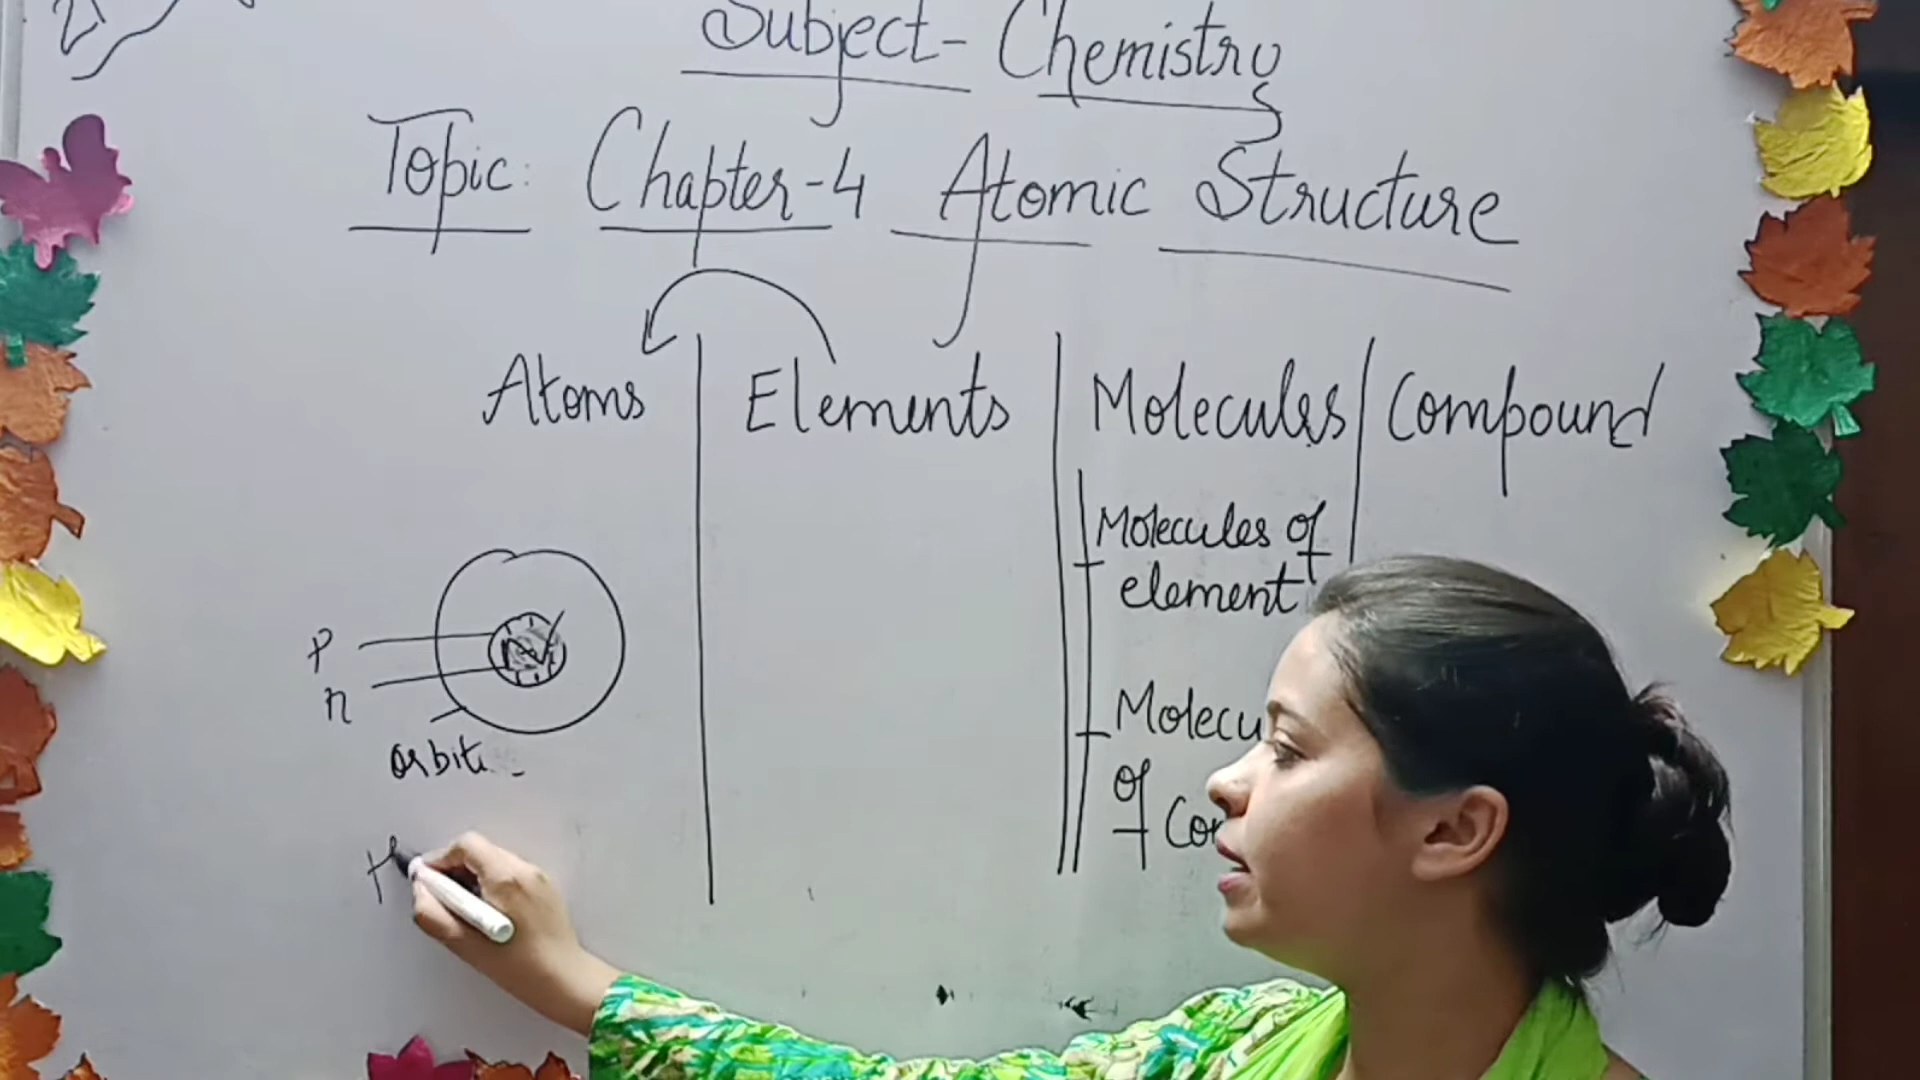 Subject - Chemistry
Topic: Chapter-4 Atomic Structure
Atoms
Elements
Molecules
Compound
Molecules of
element
Molecu
of
Co
P
n
N
orbit
H